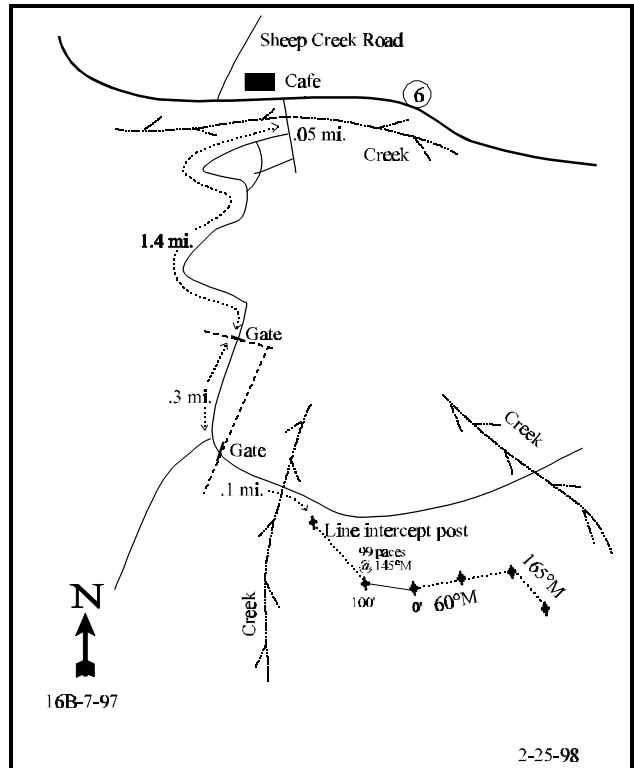 Sheep Creek Road
Cafe
6
.05 mi.
Creek
1.4 mi.
Gate
.3 mi.
Creek
Gate
.1 mi.
Line intercept post
99 paces
@ 145°M
165°M
100'
0'
60°M
Creek
N
16B-7-97
2-25-98